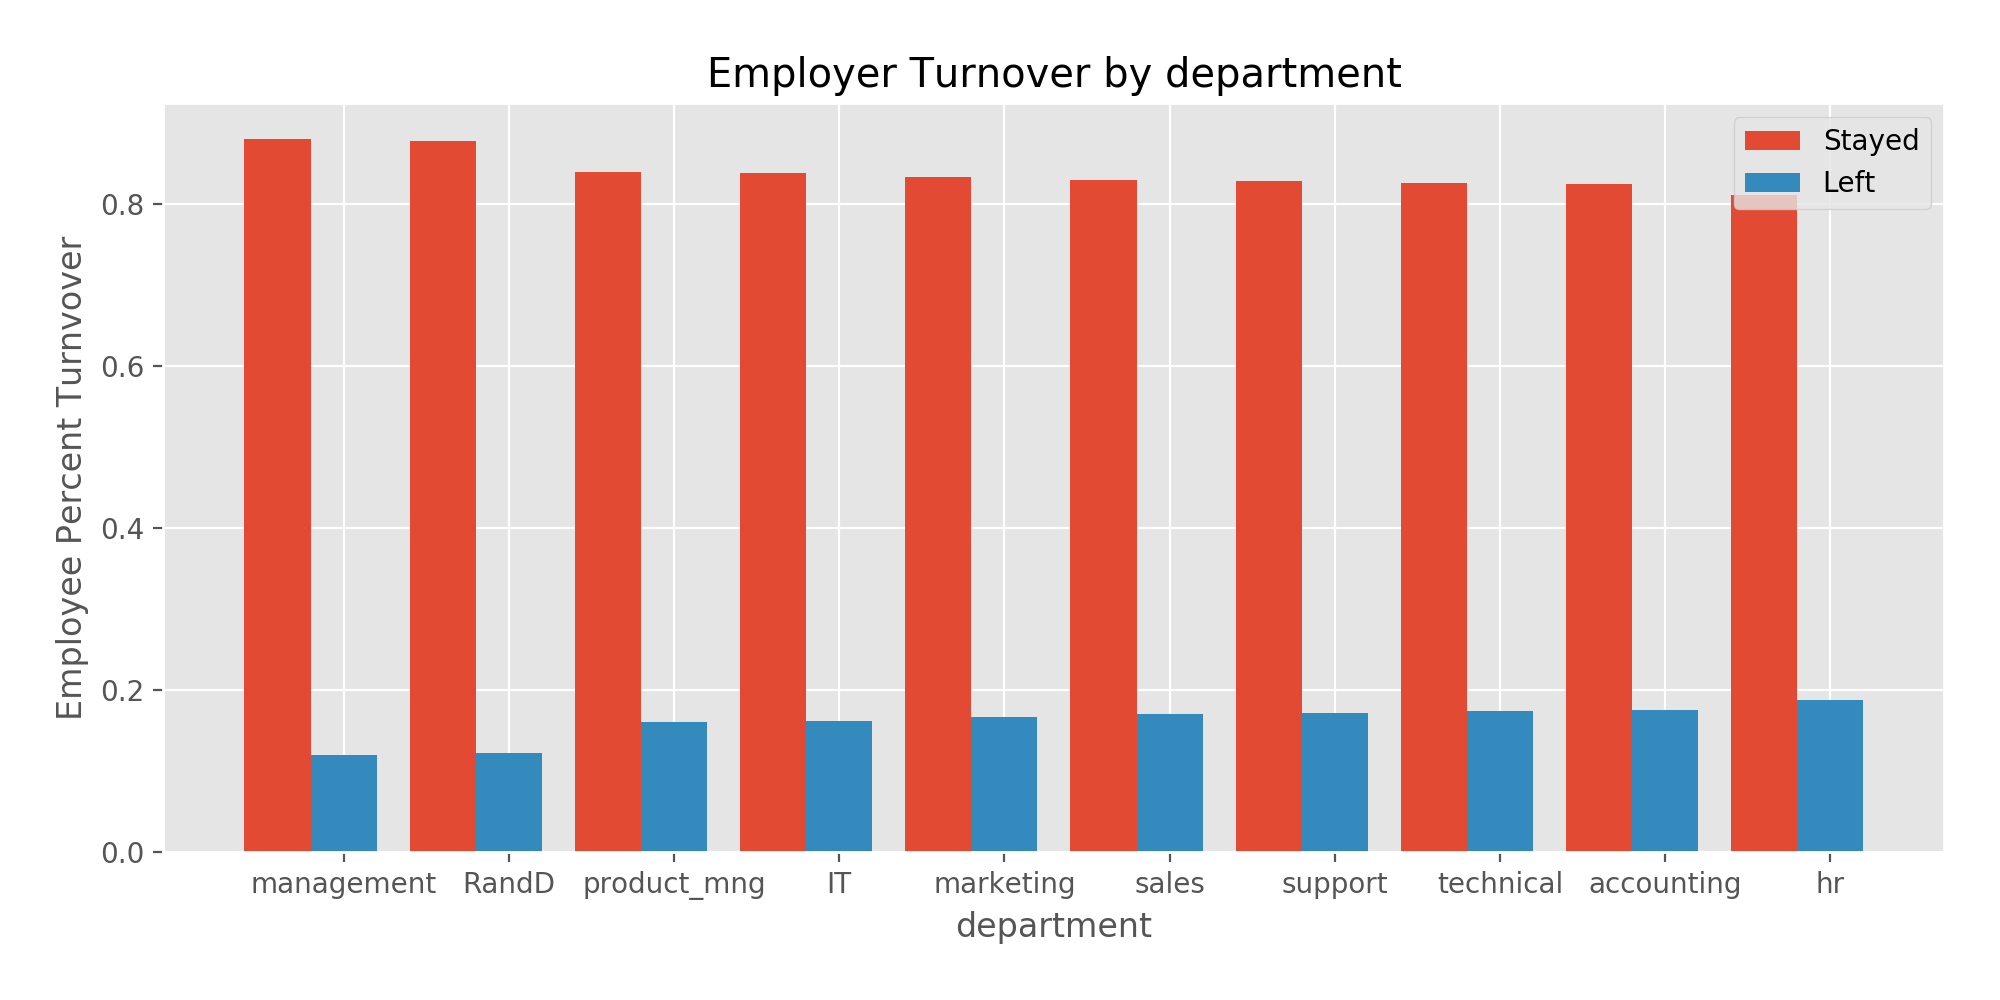 Employer Turnover by department
Stayed
Left
Employee Percent Turnvover
0.8
0.6
0.4
0.2
0.0
management RandD product_mng IT marketing sales support technical accounting hr
department